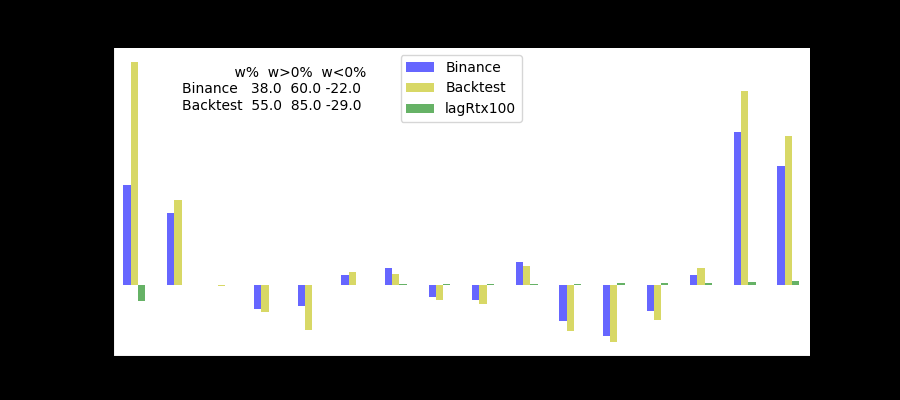 w%  w>0%  w<0%
Binance   38.0  60.0 -22.0
Backtest  55.0  85.0 -29.0
Binance
Backtest
lagRtx100